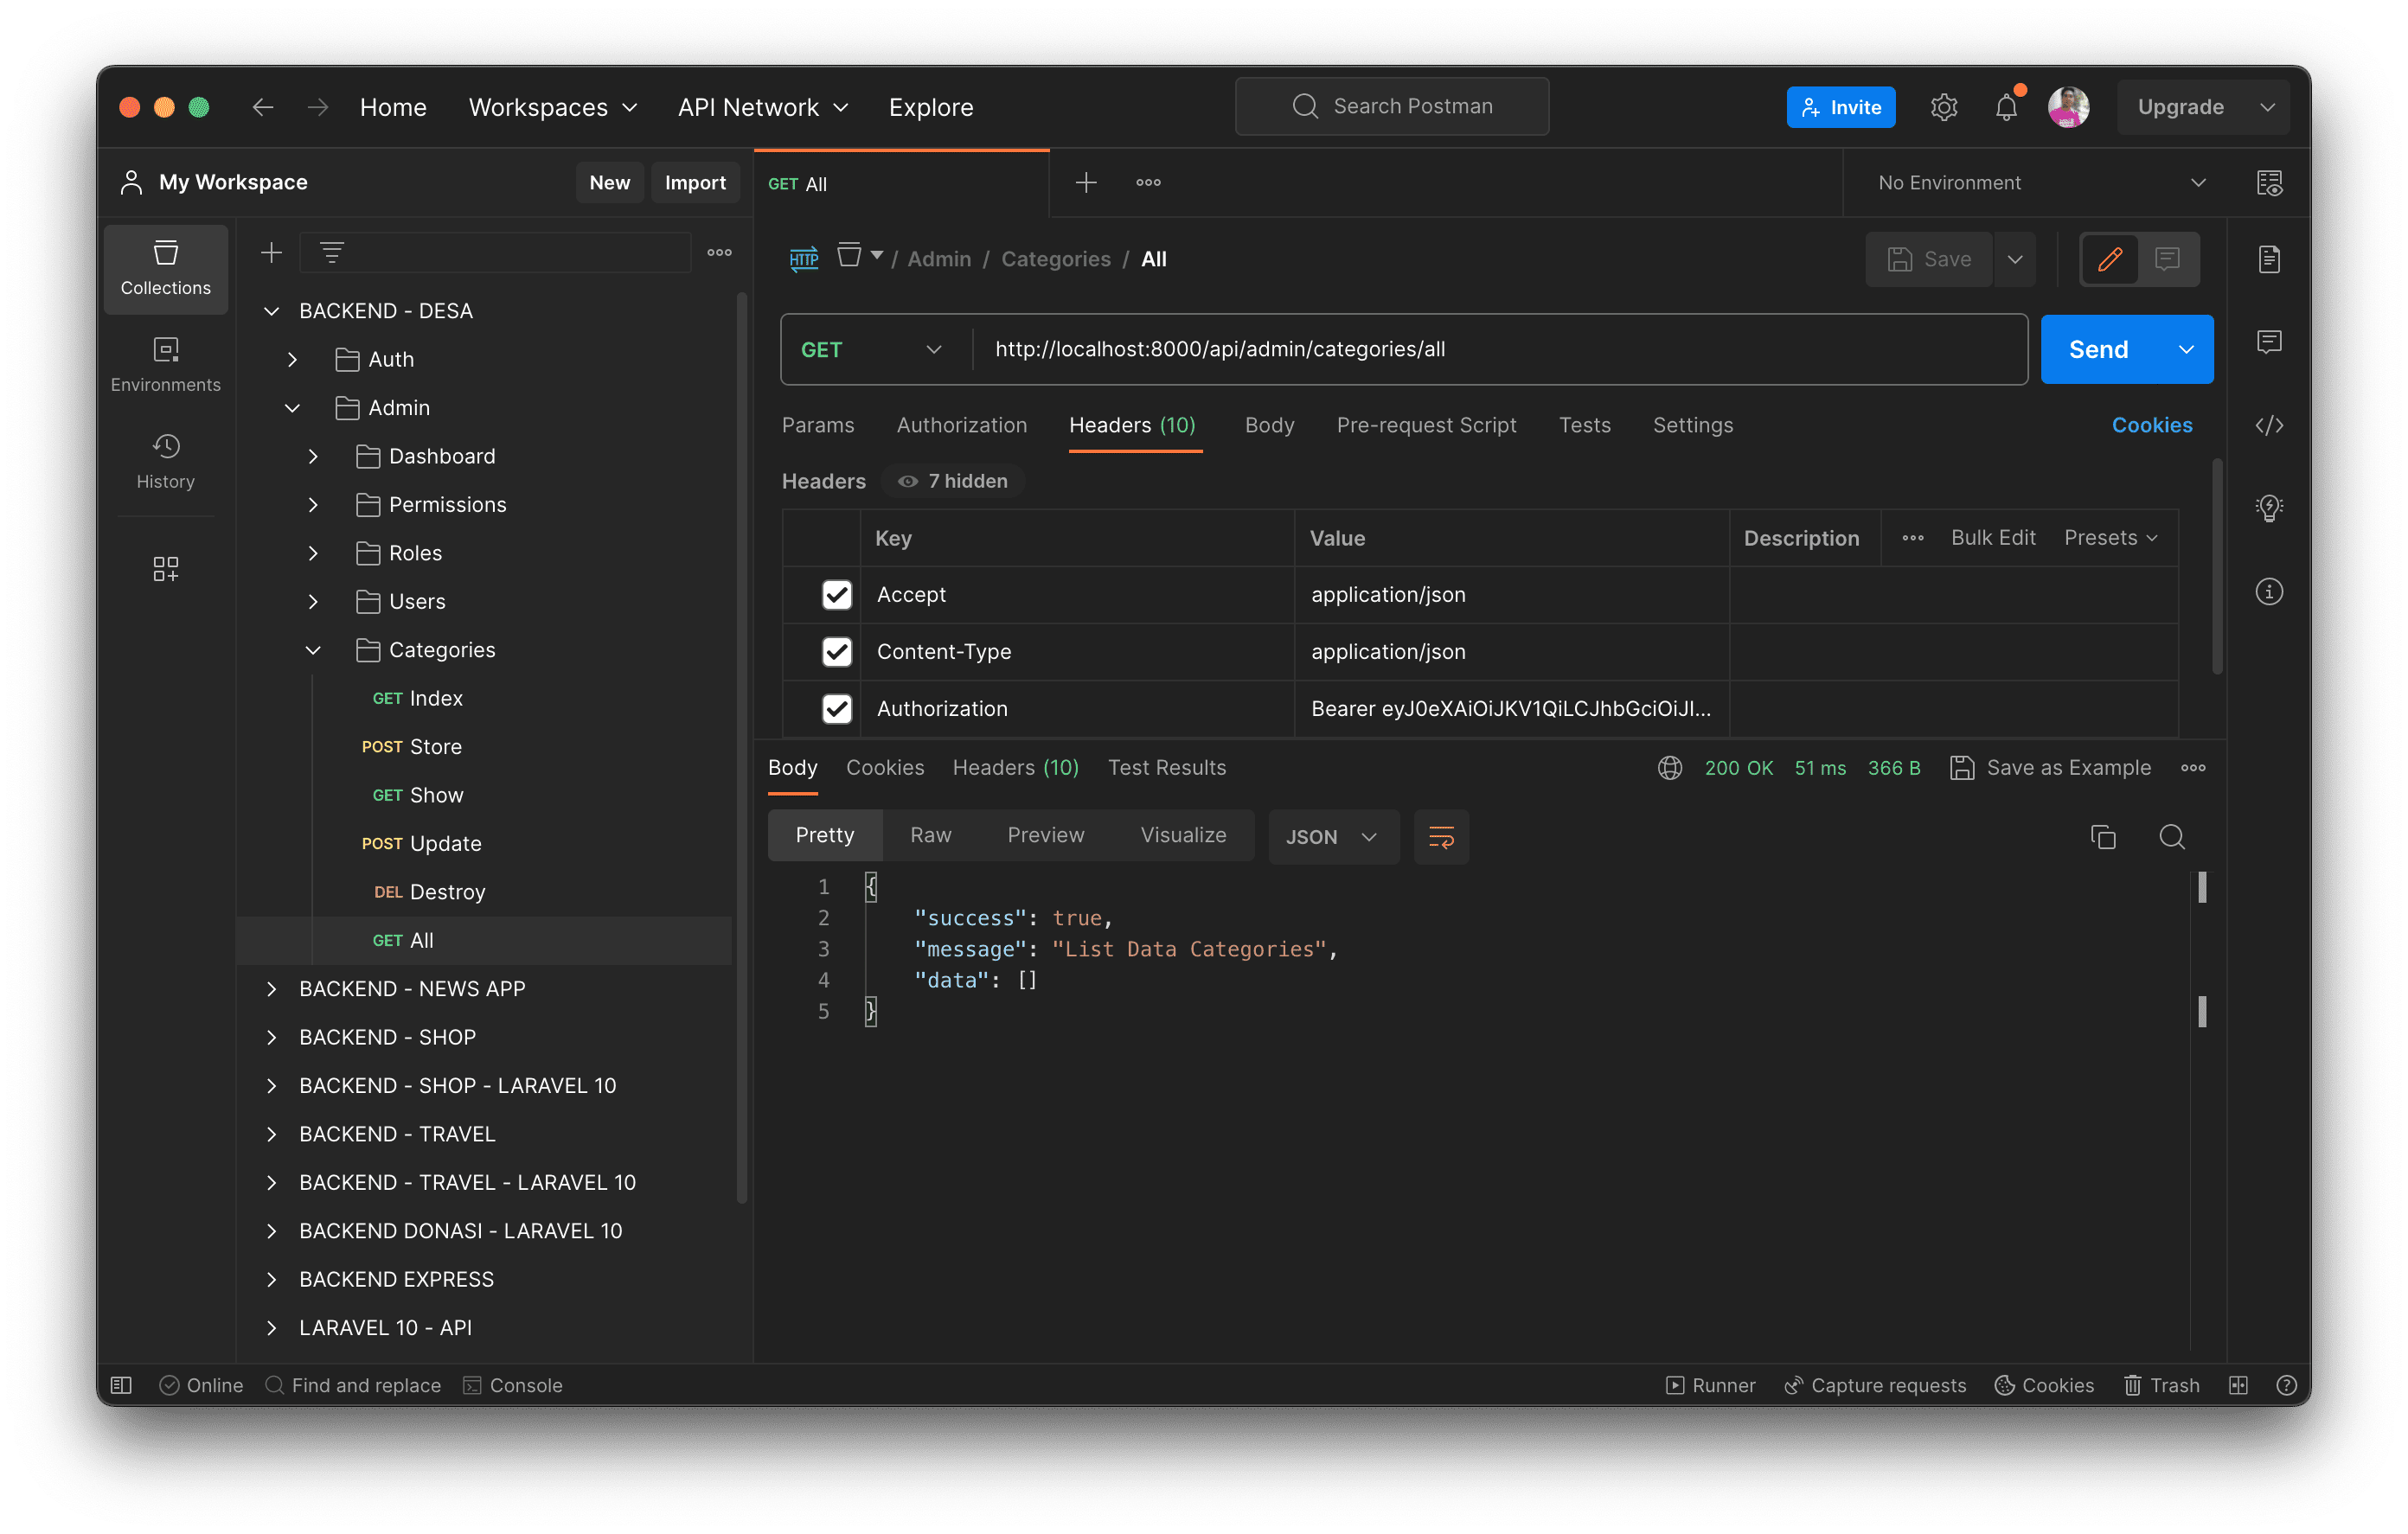 Home Workspaces API Network Explore Search Postman Invite Upgrade
My Workspace New Import GET All No Environment
Collections
Environments
History
BACKEND - DESA
Auth
Admin
Dashboard
Permissions
Roles
Users
Categories
GET Index
POST Store
GET Show
POST Update
DEL Destroy
GET All
BACKEND - NEWS APP
BACKEND - SHOP
BACKEND - SHOP - LARAVEL 10
BACKEND - TRAVEL
BACKEND - TRAVEL - LARAVEL 10
BACKEND DONASI - LARAVEL 10
BACKEND EXPRESS
LARAVEL 10 - API
HTTP / Admin / Categories / All Save
GET http://localhost:8000/api/admin/categories/all Send
Params Authorization Headers (10) Body Pre-request Script Tests Settings Cookies
Headers 7 hidden
Key Value Description Bulk Edit Presets
Accept application/json
Content-Type application/json
Authorization Bearer eyJ0eXAiOiJKV1QiLCJhbGciOiJI...
Body Cookies Headers (10) Test Results 200 OK 51 ms 366 B Save as Example
Pretty Raw Preview Visualize JSON
1 {
2 "success": true,
3 "message": "List Data Categories",
4 "data": []
5 }
Online Find and replace Console Runner Capture requests Cookies Trash